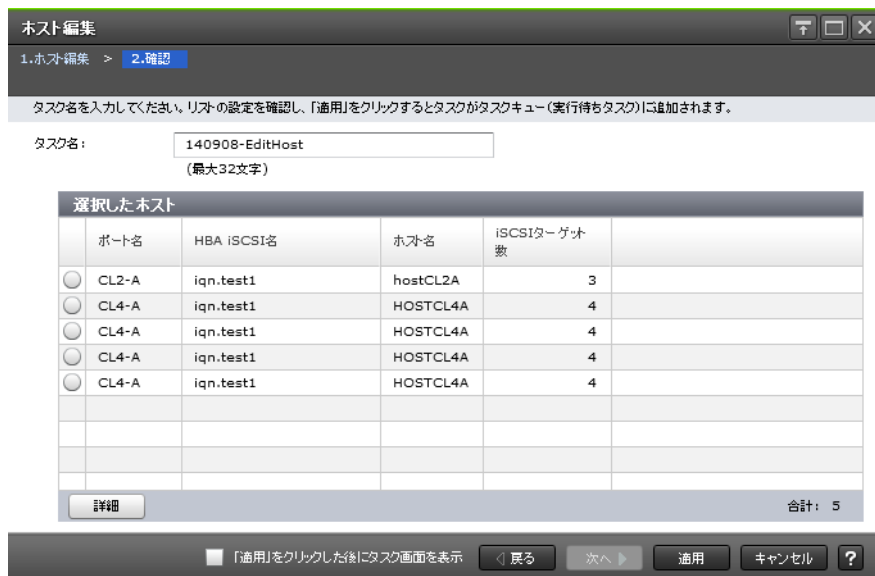 ホスト編集
1.ホスト編集 > 2.確認
タスク名を入力してください。リストの設定を確認し、「適用」をクリックするとタスクがタスクキュー(実行待ちタスク)に追加されます。
タスク名: 140908-EditHost
(最大32文字)
選択したホスト
ポート名 HBA iSCSI名 ホスト名 iSCSIターゲット
数
CL2-A iqn.test1 hostCL2A 3
CL4-A iqn.test1 HOSTCL4A 4
CL4-A iqn.test1 HOSTCL4A 4
CL4-A iqn.test1 HOSTCL4A 4
CL4-A iqn.test1 HOSTCL4A 4
詳細 合計: 5
「適用」をクリックした後にタスク画面を表示 戻る 次へ 適用 キャンセル ?